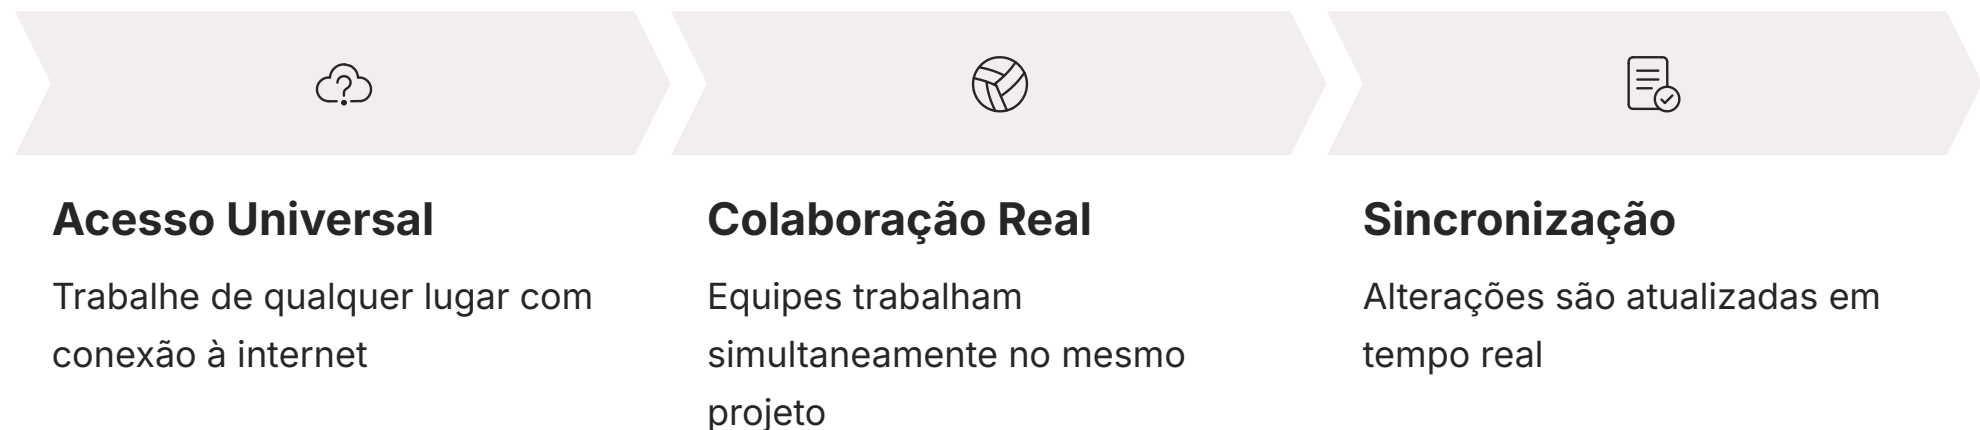 Acesso Universal
Trabalhe de qualquer lugar com
conexão à internet
Colaboração Real
Equipes trabalham
simultaneamente no mesmo
projeto
Sincronização
Alterações são atualizadas em
tempo real